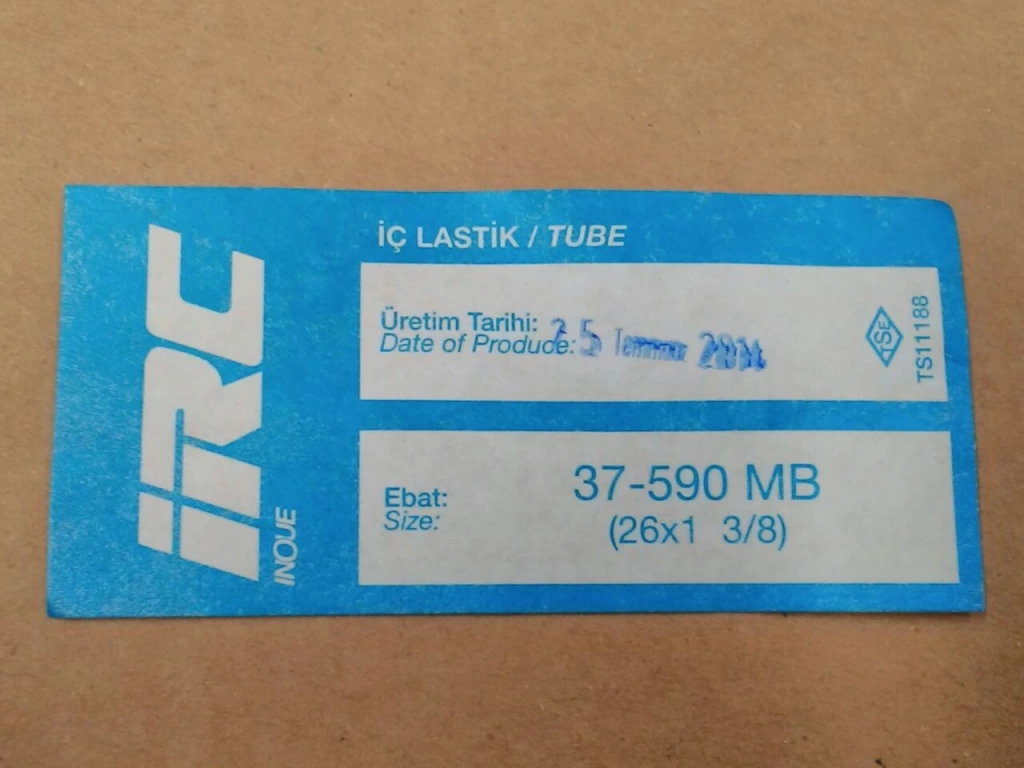 İÇ LASTİK / TUBE
Üretim Tarihi:
Date of Produce:
25 Temmuz
TSE
TS11188
Ebat:
Size:
37-590 MB
(26x1 3/8)
IRC
INOUE